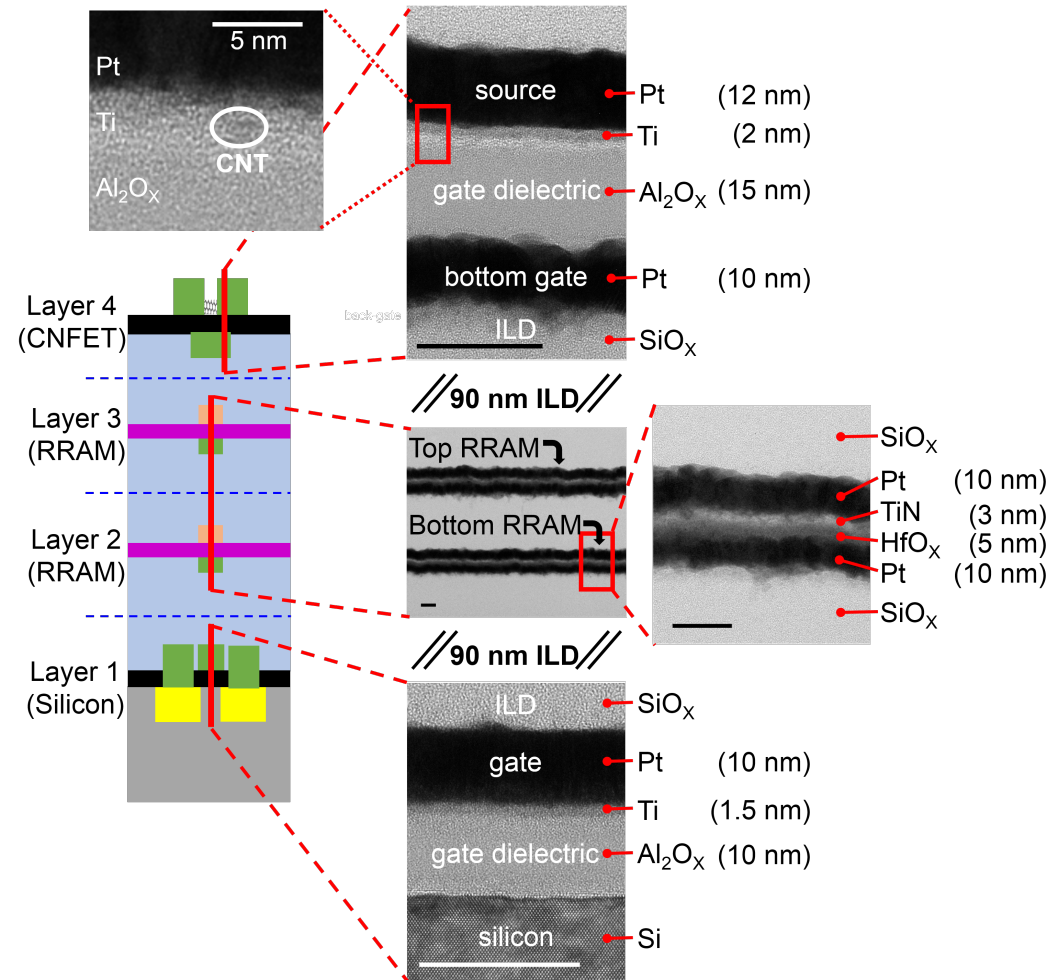 5 nm
Pt
Ti
CNT
Al₂Oₓ
source
Pt (12 nm)
Ti (2 nm)
gate dielectric
Al₂Oₓ (15 nm)
bottom gate
Pt (10 nm)
back-gate
ILD
SiOₓ
Layer 4
(CNFET)
Layer 3
(RRAM)
Layer 2
(RRAM)
Layer 1
(Silicon)
90 nm ILD
Top RRAM
Bottom RRAM
SiOₓ
Pt (10 nm)
TiN (3 nm)
HfOₓ (5 nm)
Pt (10 nm)
SiOₓ
90 nm ILD
ILD
SiOₓ
gate
Pt (10 nm)
Ti (1.5 nm)
gate dielectric
Al₂Oₓ (10 nm)
silicon
Si